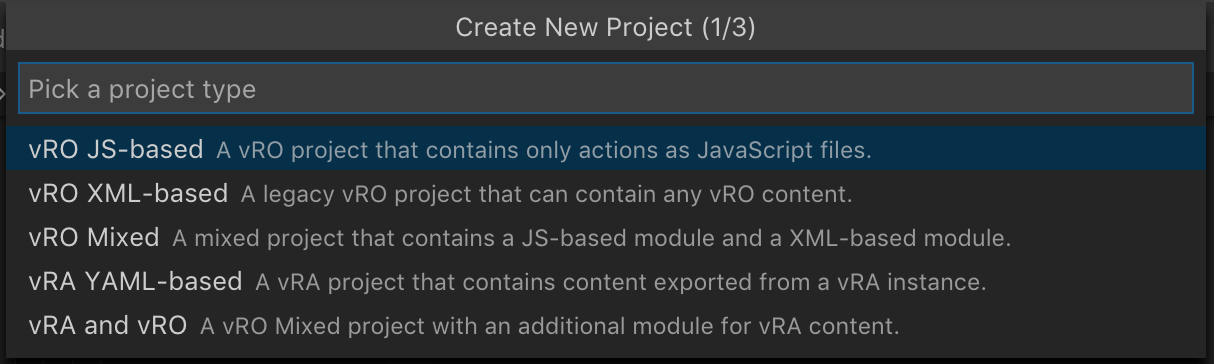 Create New Project (1/3)
Pick a project type
vRO JS-based A vRO project that contains only actions as JavaScript files.
vRO XML-based A legacy vRO project that can contain any vRO content.
vRO Mixed A mixed project that contains a JS-based module and a XML-based module.
vRA YAML-based A vRA project that contains content exported from a vRA instance.
vRA and vRO A vRO Mixed project with an additional module for vRA content.